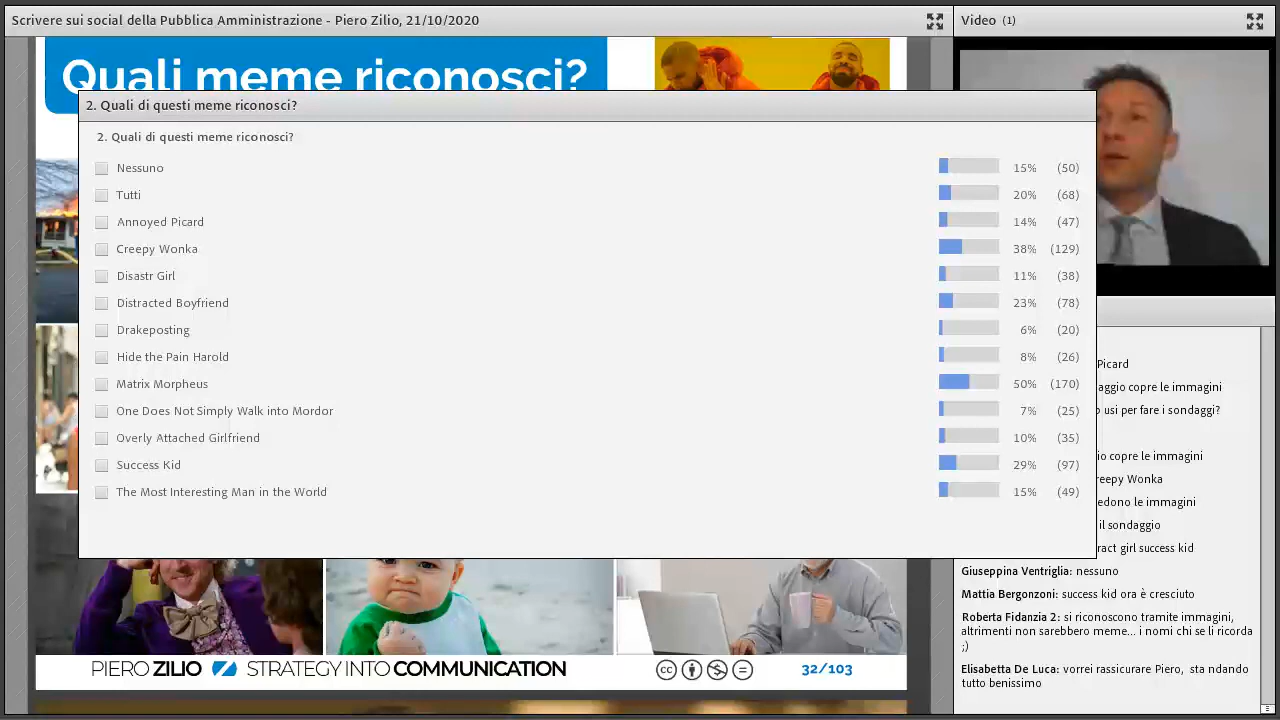 Scrivere sui social della Pubblica Amministrazione - Piero Zilio, 21/10/2020
Quali meme riconosci?
2. Quali di questi meme riconosci?
2. Quali di questi meme riconosci?
Nessuno 15% (50)
Tutti 20% (68)
Annoyed Picard 14% (47)
Creepy Wonka 38% (129)
Disastr Girl 11% (38)
Distracted Boyfriend 23% (78)
Drakeposting 6% (20)
Hide the Pain Harold 8% (26)
Matrix Morpheus 50% (170)
One Does Not Simply Walk into Mordor 7% (25)
Overly Attached Girlfriend 10% (35)
Success Kid 29% (97)
The Most Interesting Man in the World 15% (49)
PIERO ZILIO STRATEGY INTO COMMUNICATION
cc
32/103
Video (1)
Picard
copre le immagini
usi per fare i sondaggi?
copre le immagini
Wonka
le immagini
il sondaggio
girl success kid
Giuseppina Ventriglia: nessuno
Mattia Bergonzoni: success kid ora è cresciuto
Roberta Fidanzia 2: si riconoscono tramite immagini,
altrimenti non sarebbero meme... i nomi chi se li ricorda
;)
Elisabetta De Luca: vorrei rassicurare Piero, sta ndando
tutto benissimo